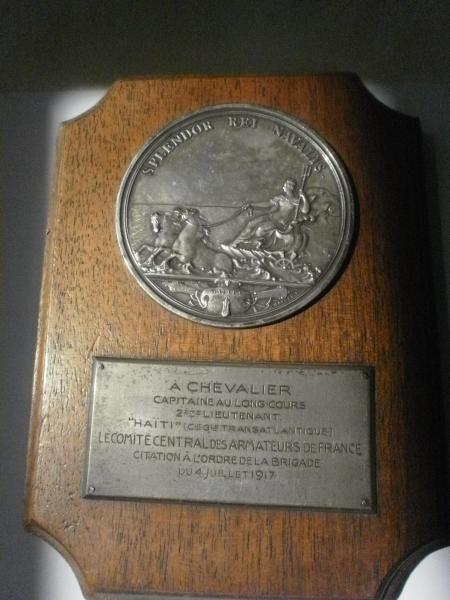 SPLENDOR REI NAVALIS
À CHEVALIER
CAPITAINE AU LONG-COURS
2ND LIEUTENANT
"HAÏTI" (CIE GLE TRANSATLANTIQUE)
LE COMITÉ CENTRAL DES ARMATEURS DE FRANCE
CITATION À L'ORDRE DE LA BRIGADE
DU 4 JUILLET 1917